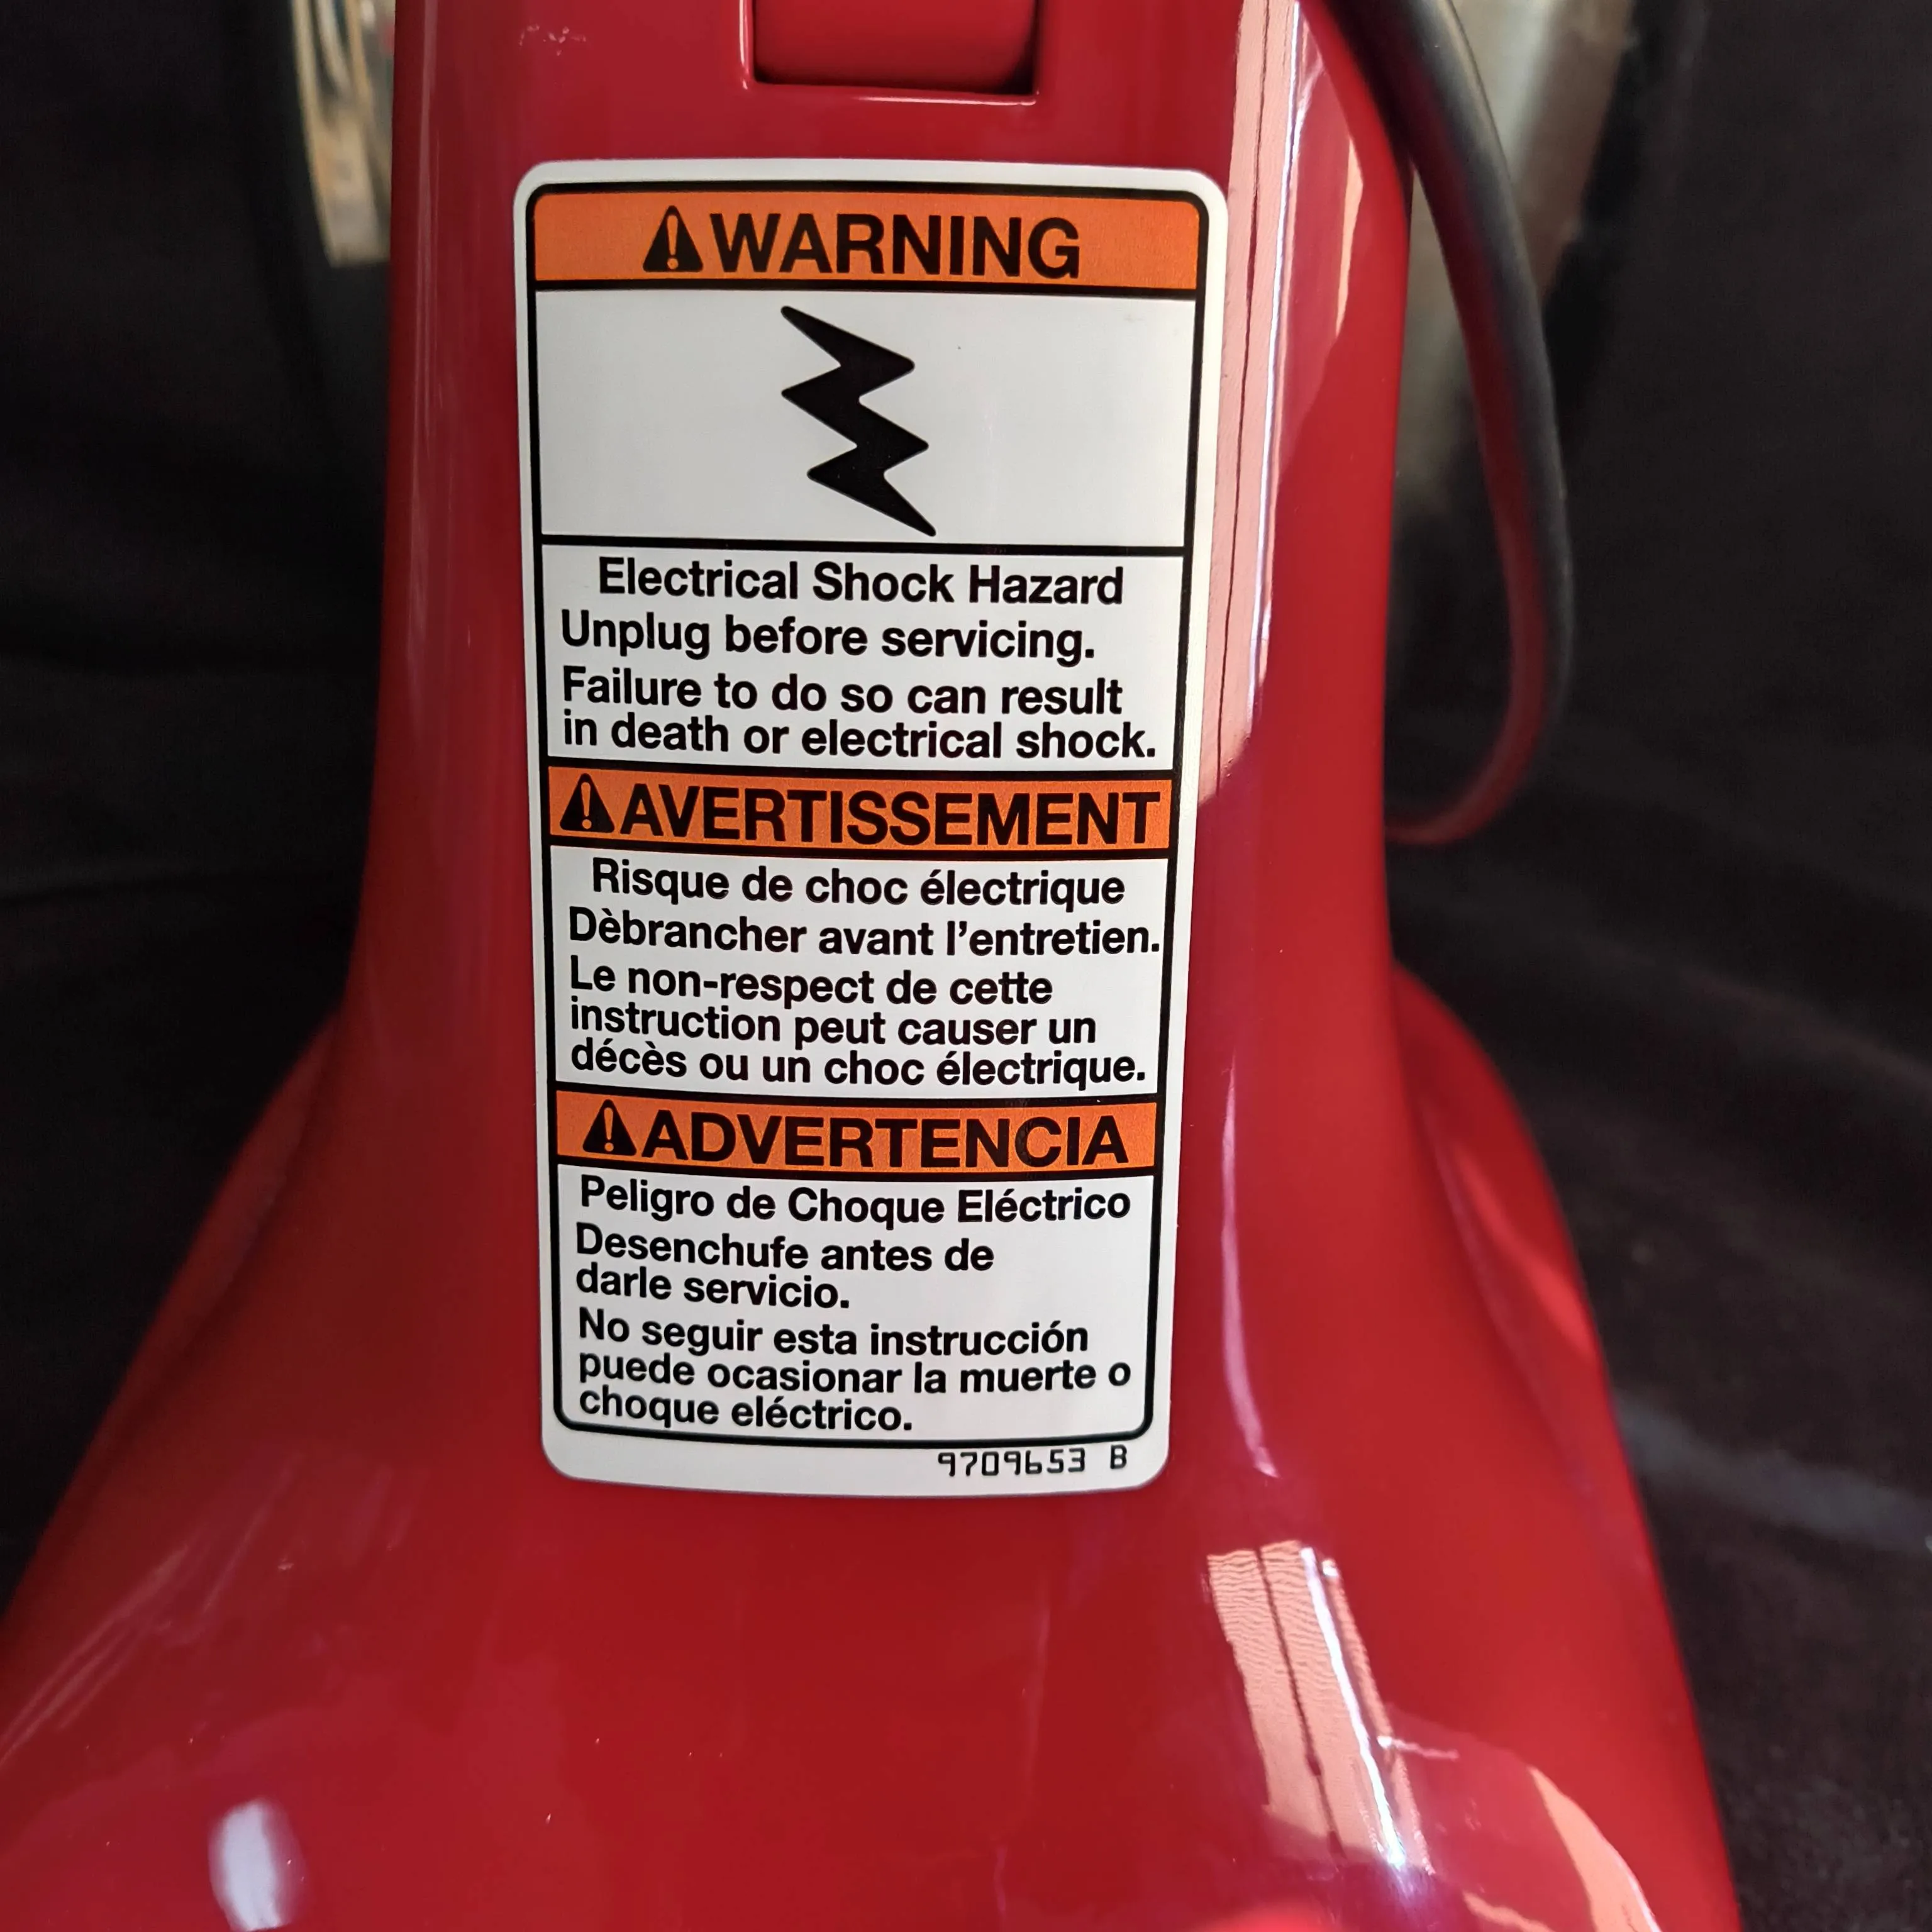 WARNING
Electrical Shock Hazard
Unplug before servicing.
Failure to do so can result
in death or electrical shock.
AVERTISSEMENT
Risque de choc électrique
Dèbrancher avant l'entretien.
Le non-respect de cette
instruction peut causer un
décès ou un choc électrique.
ADVERTENCIA
Peligro de Choque Eléctrico
Desenchufe antes de
darle servicio.
No seguir esta instrucción
puede ocasionar la muerte o
choque eléctrico.
9709653 B